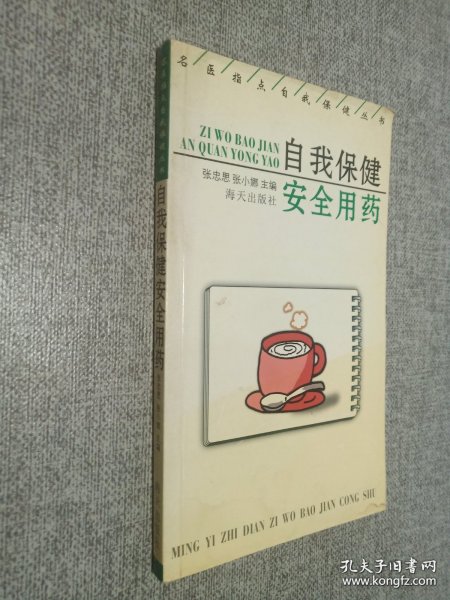 名医指点自我保健丛书
ZI WO BAO JIAN
AN QUAN YONG YAO
自我保健
安全用药
张忠思 张小娜 主编
海天出版社
MING YI ZHI DIAN ZI WO BAO JIAN CONG SHU
自我保健安全用药
孔夫子旧书网
www.kongfz.com